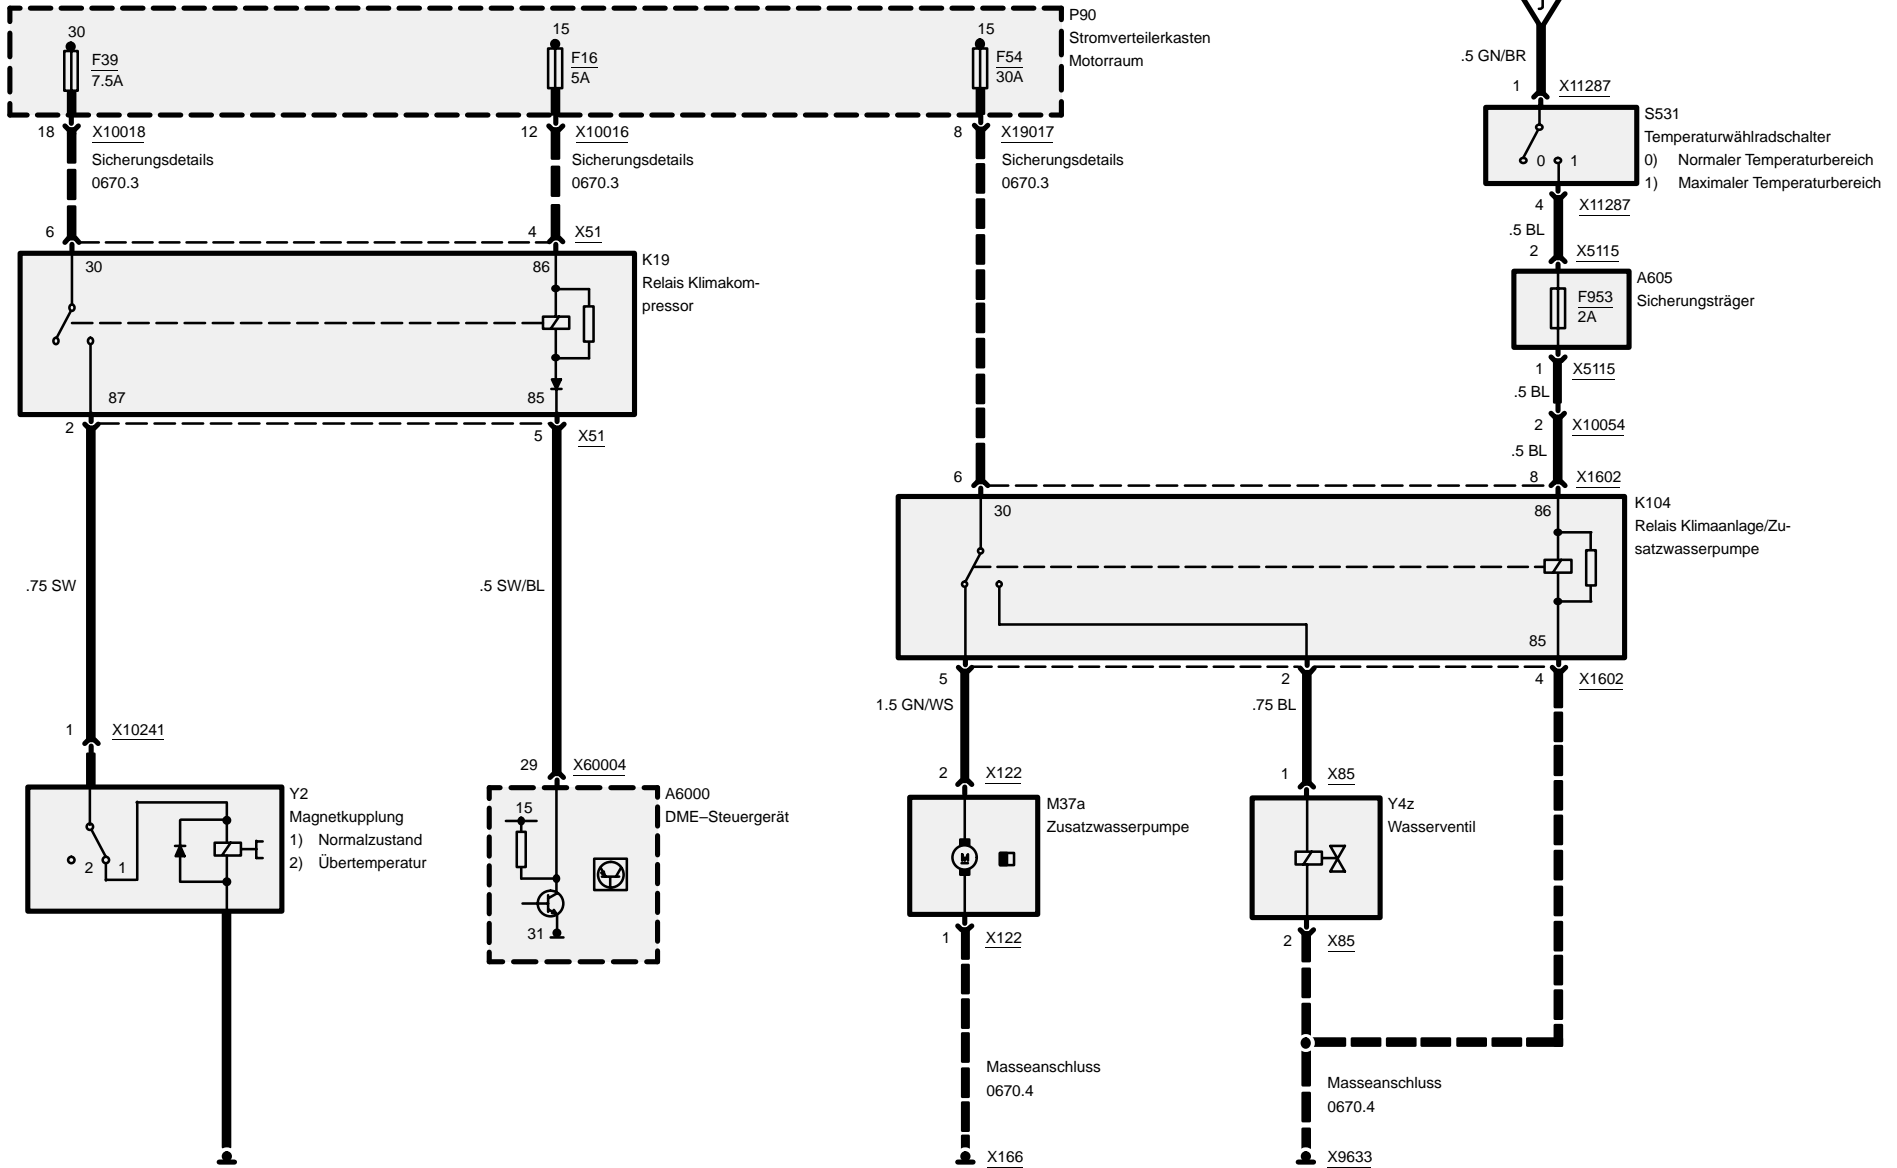 P90
Stromverteilerkasten
Motorraum
30
F39
7.5A
15
F16
5A
15
F54
30A
J
.5 GN/BR
1
X11287
S531
Temperaturwählradschalter
0) Normaler Temperaturbereich
1) Maximaler Temperaturbereich
0
1
18
X10018
Sicherungsdetails
0670.3
12
X10016
Sicherungsdetails
0670.3
8
X19017
Sicherungsdetails
0670.3
4
X11287
.5 BL
2
X5115
A605
Sicherungsträger
F953
2A
1
X5115
.5 BL
2
X10054
.5 BL
6
4
X51
K19
Relais Klimakom-
pressor
30
86
87
85
2
5
X51
6
8
X1602
K104
Relais Klimaanlage/Zu-
satzwasserpumpe
30
86
85
.75 SW
.5 SW/BL
5
2
4
X1602
1.5 GN/WS
.75 BL
1
X10241
29
X60004
2
X122
1
X85
Y2
Magnetkupplung
1) Normalzustand
2) Übertemperatur
2
1
A6000
DME–Steuergerät
15
31
M37a
Zusatzwasserpumpe
M
Y4z
Wasserventil
1
X122
2
X85
Masseanschluss
0670.4
Masseanschluss
0670.4
X166
X9633